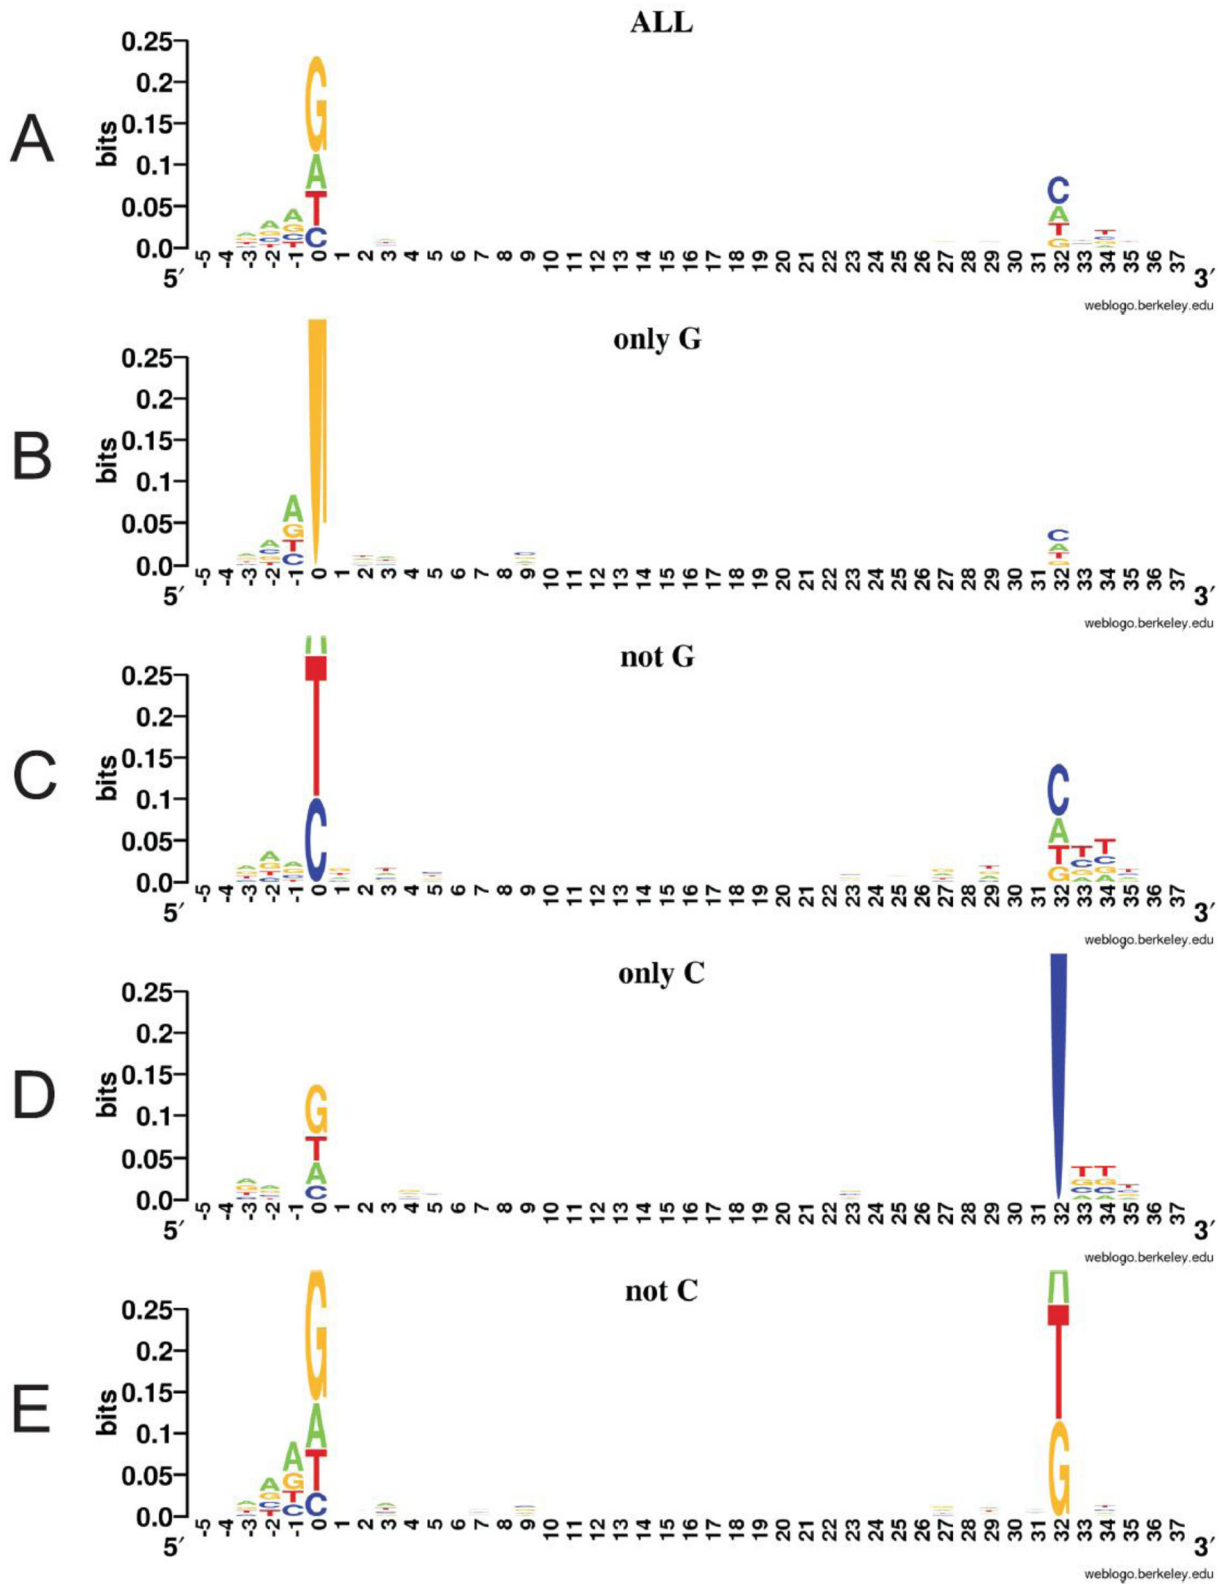 ALL
A
bits
0.25
0.2
0.15
0.1
0.05
0.0
G
A
T
C
C
A
T
G
-5 -4 -3 -2 -1 0 1 2 3 4 5 6 7 8 9 10 11 12 13 14 15 16 17 18 19 20 21 22 23 24 25 26 27 28 29 30 31 32 33 34 35 36 37
5′ 3′
weblogo.berkeley.edu
only G
B
bits
0.25
0.2
0.15
0.1
0.05
0.0
A
G
T
C
C
A
T
G
-5 -4 -3 -2 -1 0 1 2 3 4 5 6 7 8 9 10 11 12 13 14 15 16 17 18 19 20 21 22 23 24 25 26 27 28 29 30 31 32 33 34 35 36 37
5′ 3′
weblogo.berkeley.edu
not G
C
bits
0.25
0.2
0.15
0.1
0.05
0.0
T
C
C
A
T
G
-5 -4 -3 -2 -1 0 1 2 3 4 5 6 7 8 9 10 11 12 13 14 15 16 17 18 19 20 21 22 23 24 25 26 27 28 29 30 31 32 33 34 35 36 37
5′ 3′
weblogo.berkeley.edu
only C
D
bits
0.25
0.2
0.15
0.1
0.05
0.0
G
T
A
C
-5 -4 -3 -2 -1 0 1 2 3 4 5 6 7 8 9 10 11 12 13 14 15 16 17 18 19 20 21 22 23 24 25 26 27 28 29 30 31 32 33 34 35 36 37
5′ 3′
weblogo.berkeley.edu
not C
E
bits
0.25
0.2
0.15
0.1
0.05
0.0
A
G
T
C
G
A
T
C
T
G
-5 -4 -3 -2 -1 0 1 2 3 4 5 6 7 8 9 10 11 12 13 14 15 16 17 18 19 20 21 22 23 24 25 26 27 28 29 30 31 32 33 34 35 36 37
5′ 3′
weblogo.berkeley.edu